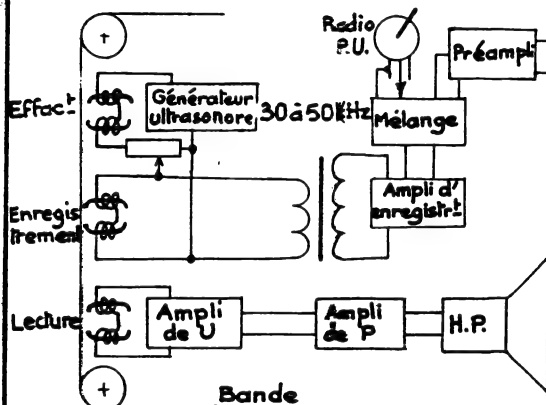 Radio
P.U.
Préampli
+
Effac.t
Générateur
ultrasonore
30 à 50 KHz
Mélange
Enregis
trement
Ampli d'
enregistr.t
Lecture
Ampli
de U
Ampli
de P
H.P.
+
Bande